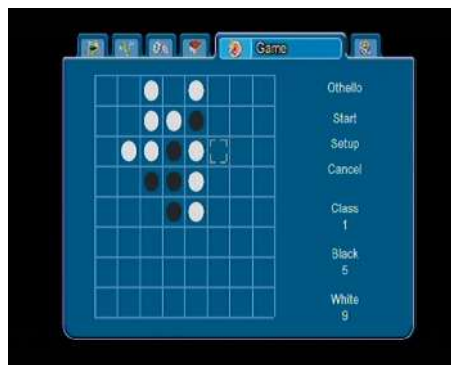 Game
Othello
Start
Setup
Cancel
Class
1
Black
5
White
9